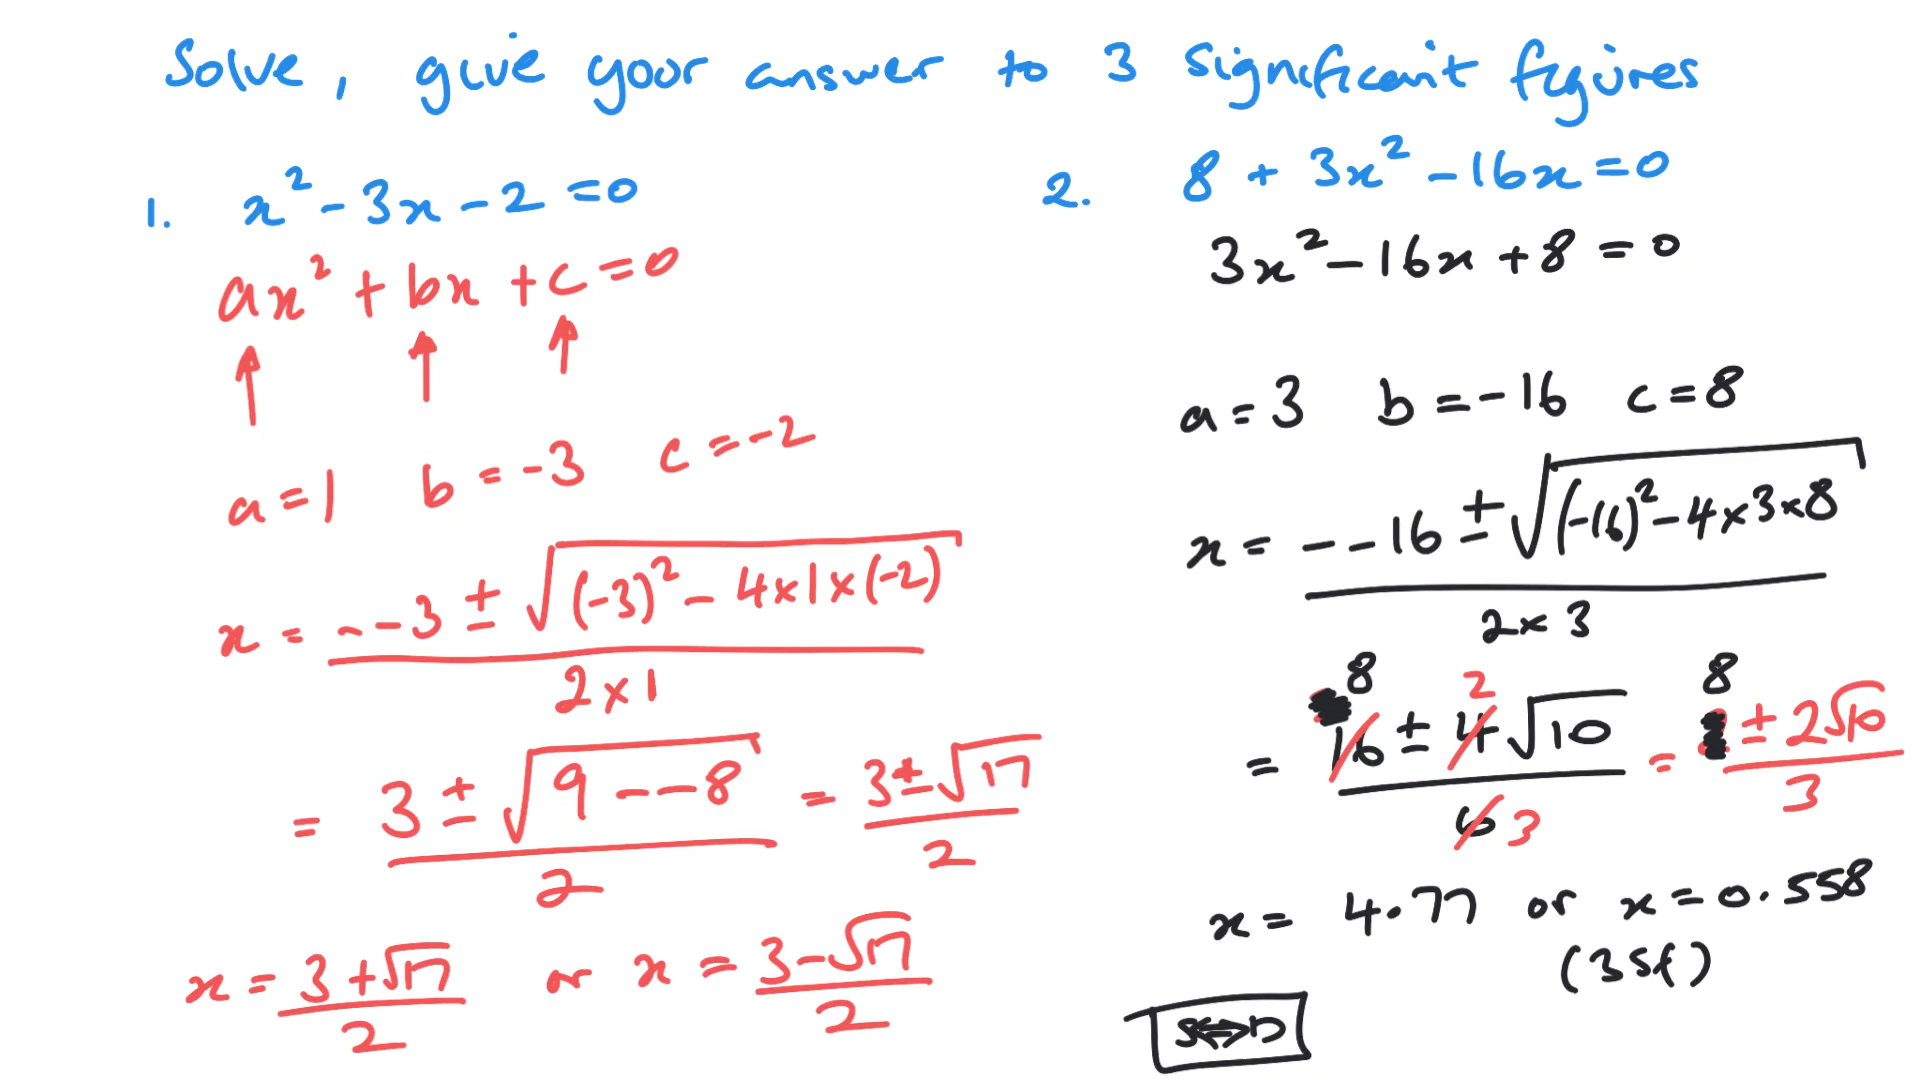 Solve, give your answer to 3 significant figures
1. x² - 3x - 2 = 0
ax² + bx + c = 0
a = 1 b = -3 c = -2
x = (--3 ± √((-3)² - 4×1×(-2))) / (2×1)
= (3 ± √(9 -- 8)) / 2 = (3 ± √17) / 2
x = (3 + √17) / 2 or x = (3 - √17) / 2
2. 8 + 3x² - 16x = 0
3x² - 16x + 8 = 0
a = 3 b = -16 c = 8
x = (--16 ± √((-16)² - 4×3×8)) / (2×3)
= (16 8 ± 4 2 √10) / (6 3) = (8 ± 2√10) / 3
x = 4.77 or x = 0.558
(3sf)
S⇔D